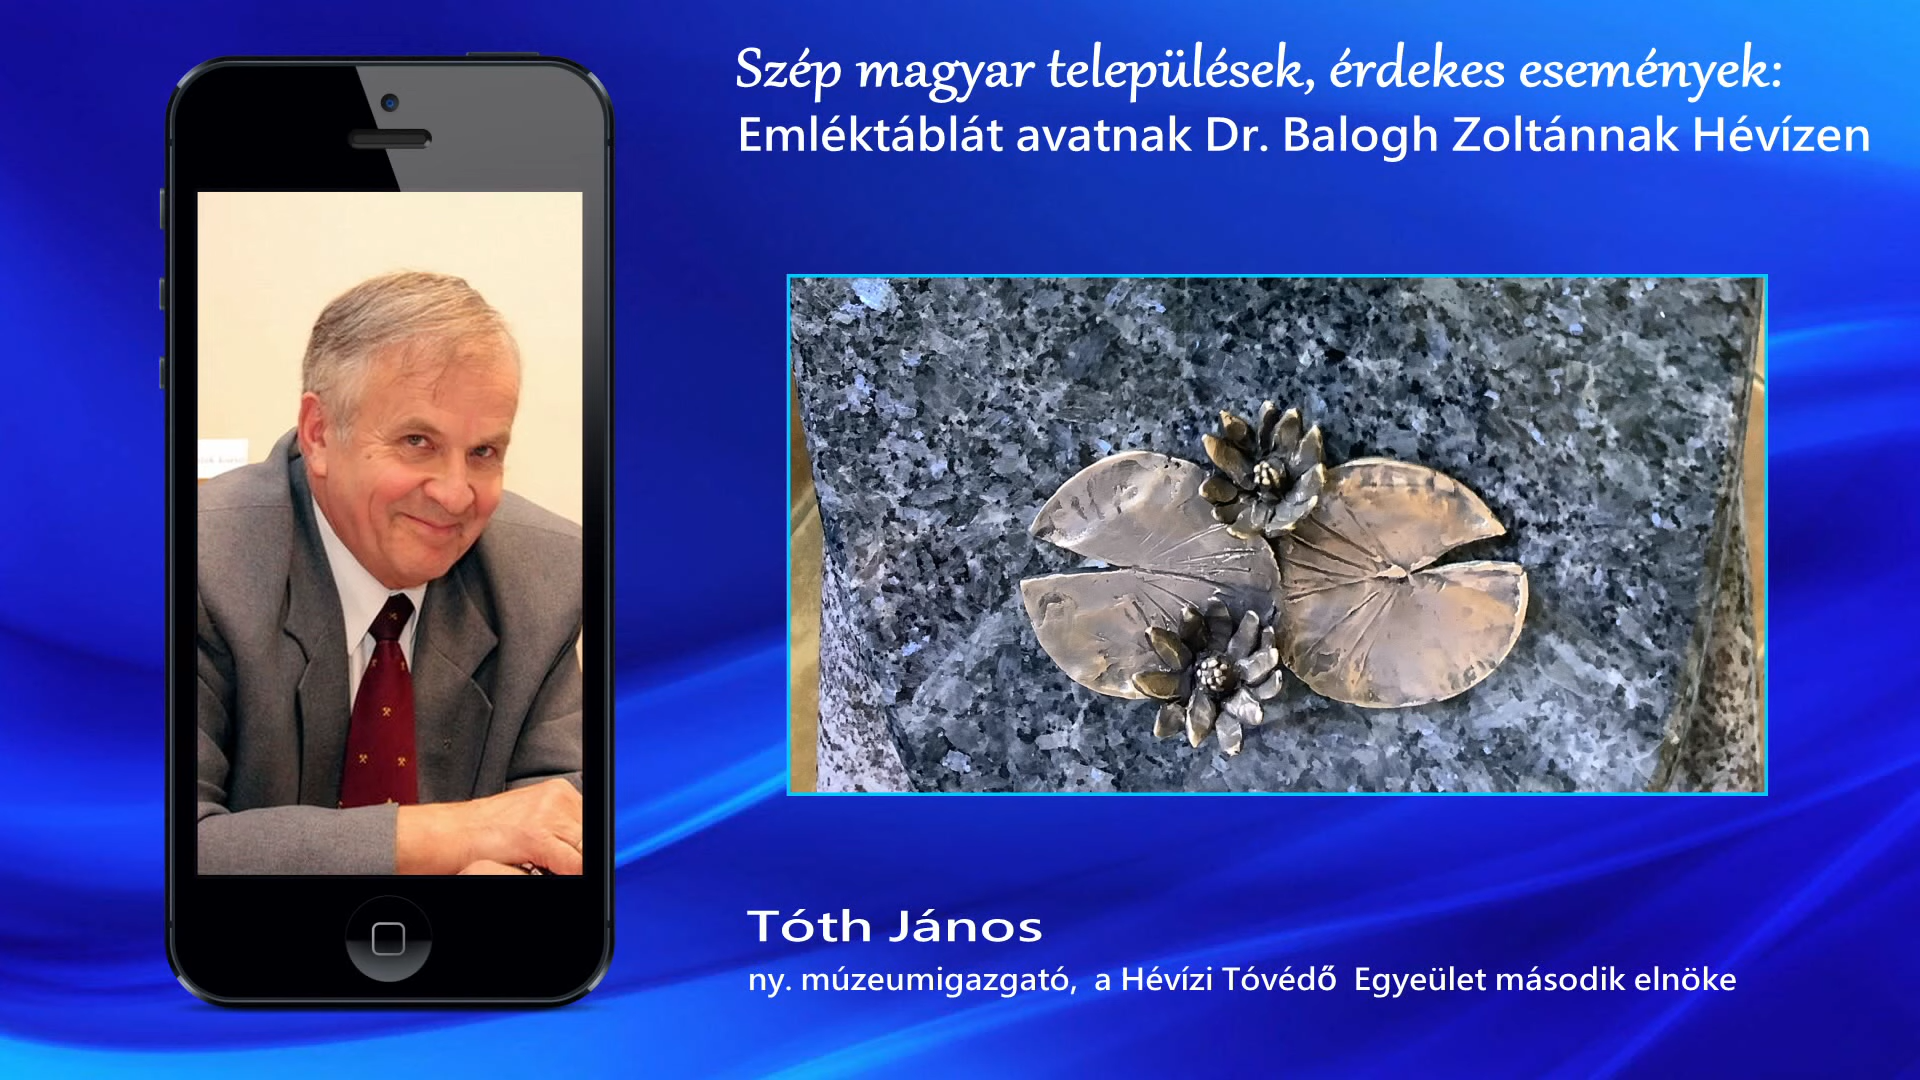 Szép magyar települések, érdekes események:
Emléktáblát avatnak Dr. Balogh Zoltánnak Hévízen
Tóth János
ny. múzeumigazgató, a Hévízi Tóvédő Egyeület második elnöke